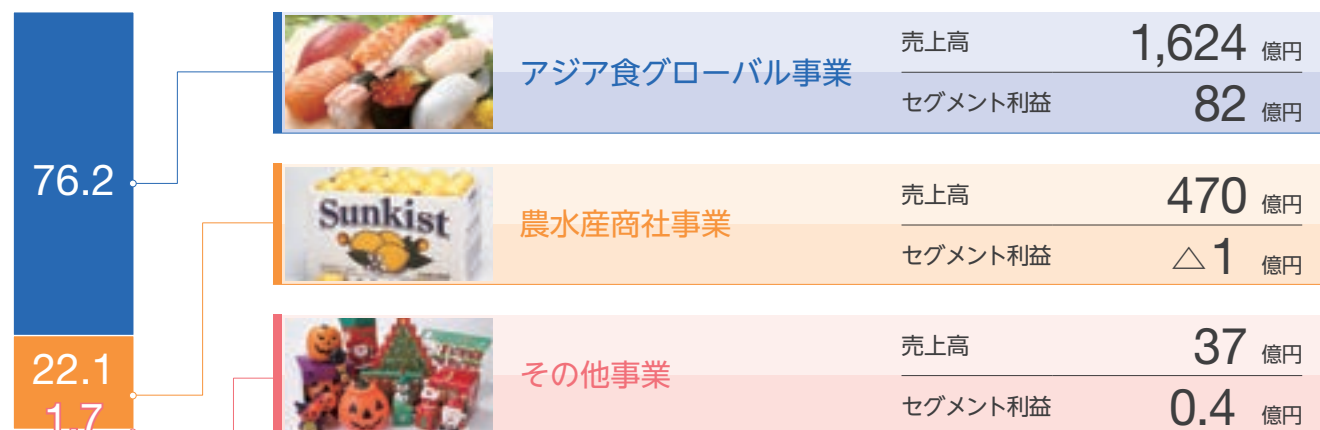 76.2
22.1
1.7
アジア食グローバル事業
売上高 1,624 億円
セグメント利益 82 億円
Sunkist
農水産商社事業
売上高 470 億円
セグメント利益 △1 億円
その他事業
売上高 37 億円
セグメント利益 0.4 億円